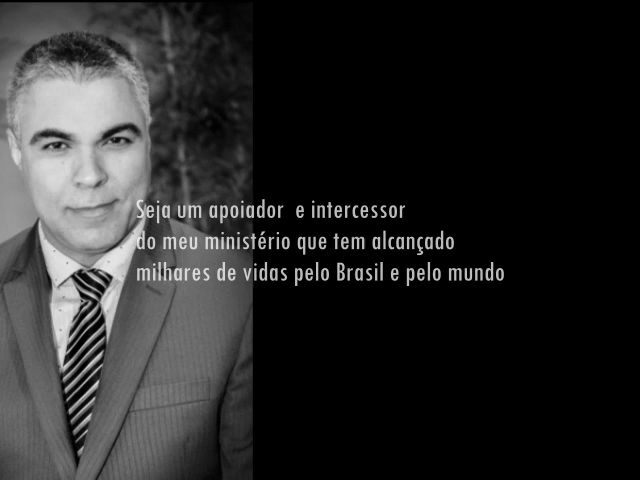 Seja um apoiador e intercessor
do meu ministério que tem alcançado
milhares de vidas pelo Brasil e pelo mundo